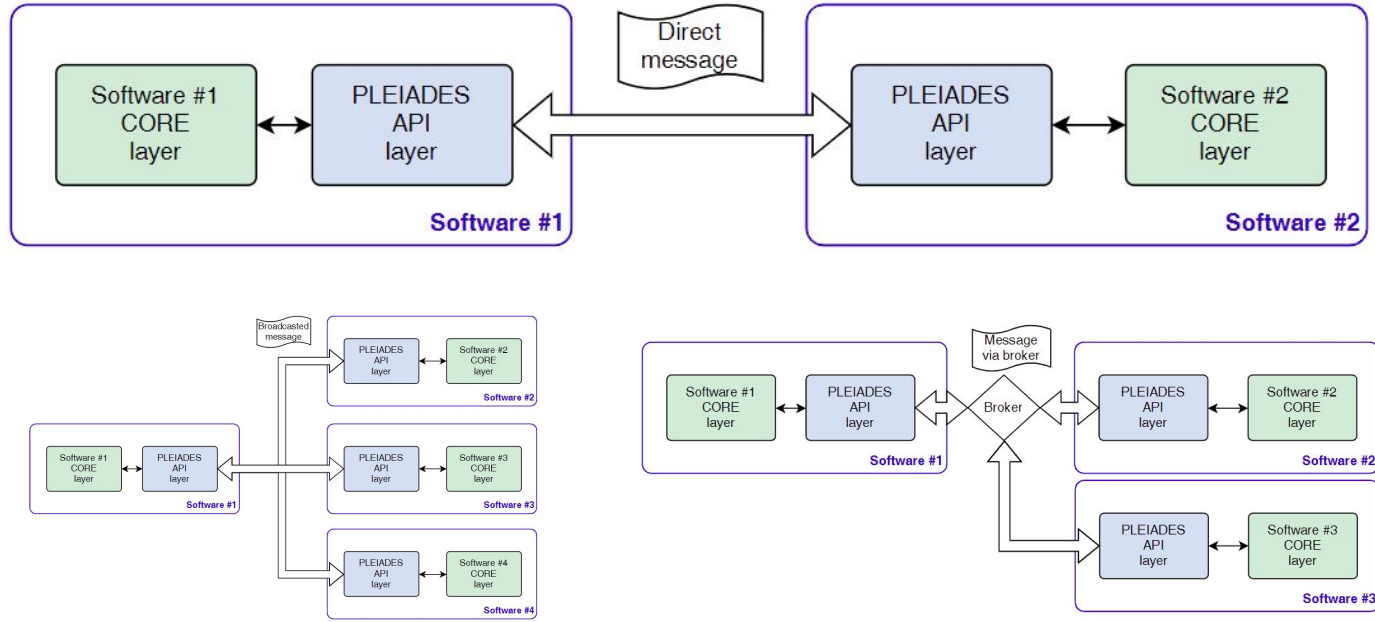 Direct
message
Software #1
CORE
layer
PLEIADES
API
layer
PLEIADES
API
layer
Software #2
CORE
layer
Software #1
Software #2
Broadcasted
message
PLEIADES
API
layer
Software #2
CORE
layer
Software #2
Software #1
CORE
layer
PLEIADES
API
layer
Software #1
PLEIADES
API
layer
Software #3
CORE
layer
Software #3
PLEIADES
API
layer
Software #4
CORE
layer
Software #4
Message
via broker
Software #1
CORE
layer
PLEIADES
API
layer
Software #1
Broker
PLEIADES
API
layer
Software #2
CORE
layer
Software #2
PLEIADES
API
layer
Software #3
CORE
layer
Software #3